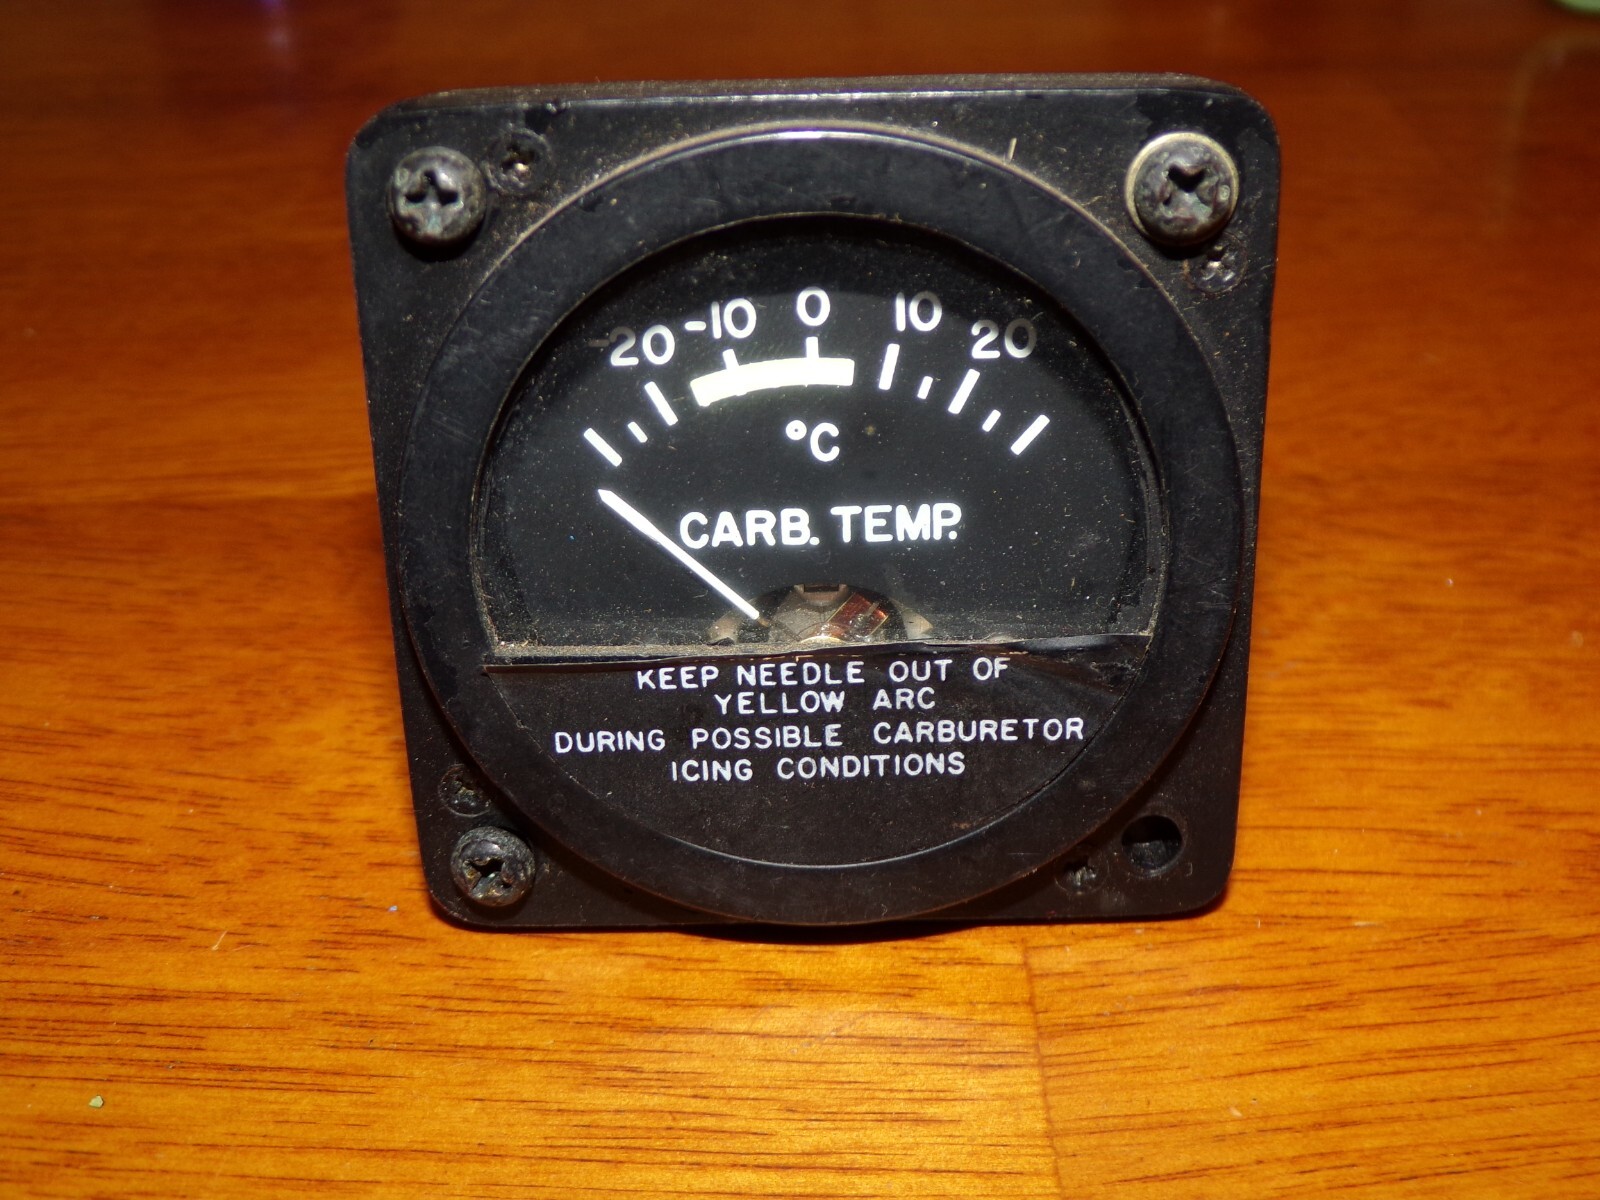 -20 -10 0 10 20
°C
CARB. TEMP.
KEEP NEEDLE OUT OF
YELLOW ARC
DURING POSSIBLE CARBURETOR
ICING CONDITIONS